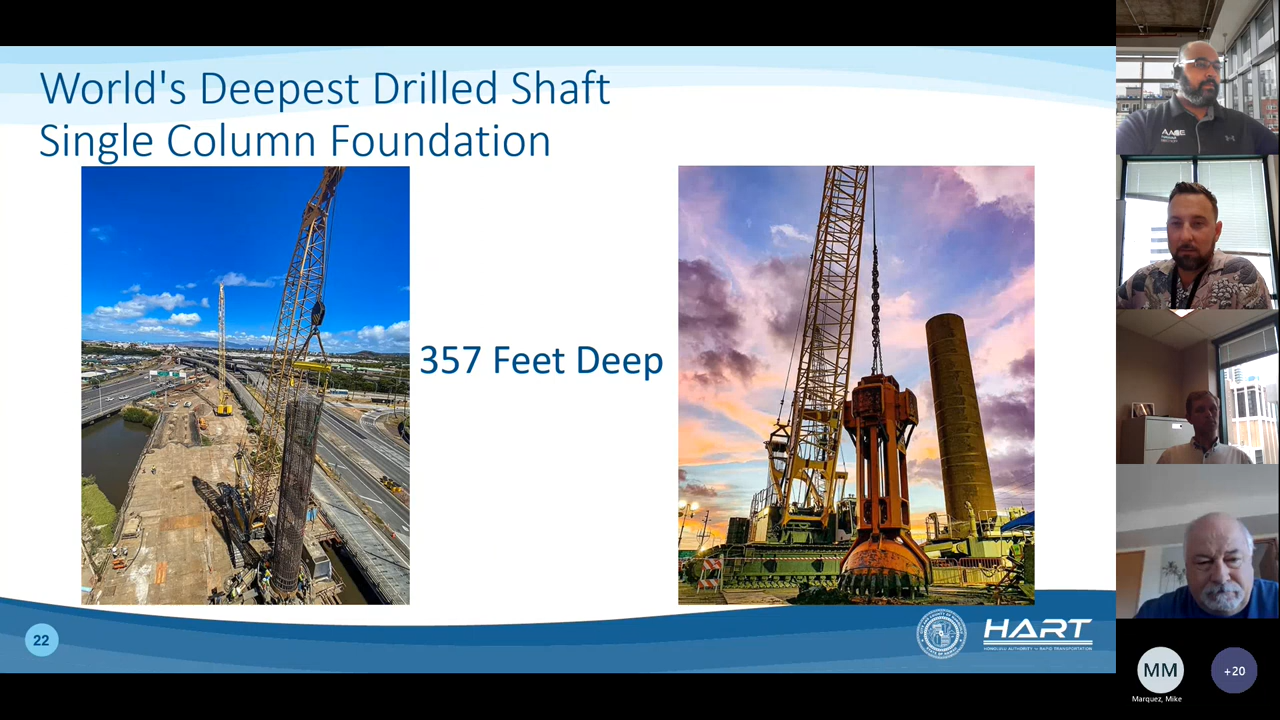 World's Deepest Drilled Shaft
Single Column Foundation
357 Feet Deep
22
HART
HONOLULU AUTHORITY for RAPID TRANSPORTATION
AACE
MM
+20
Marquez, Mike